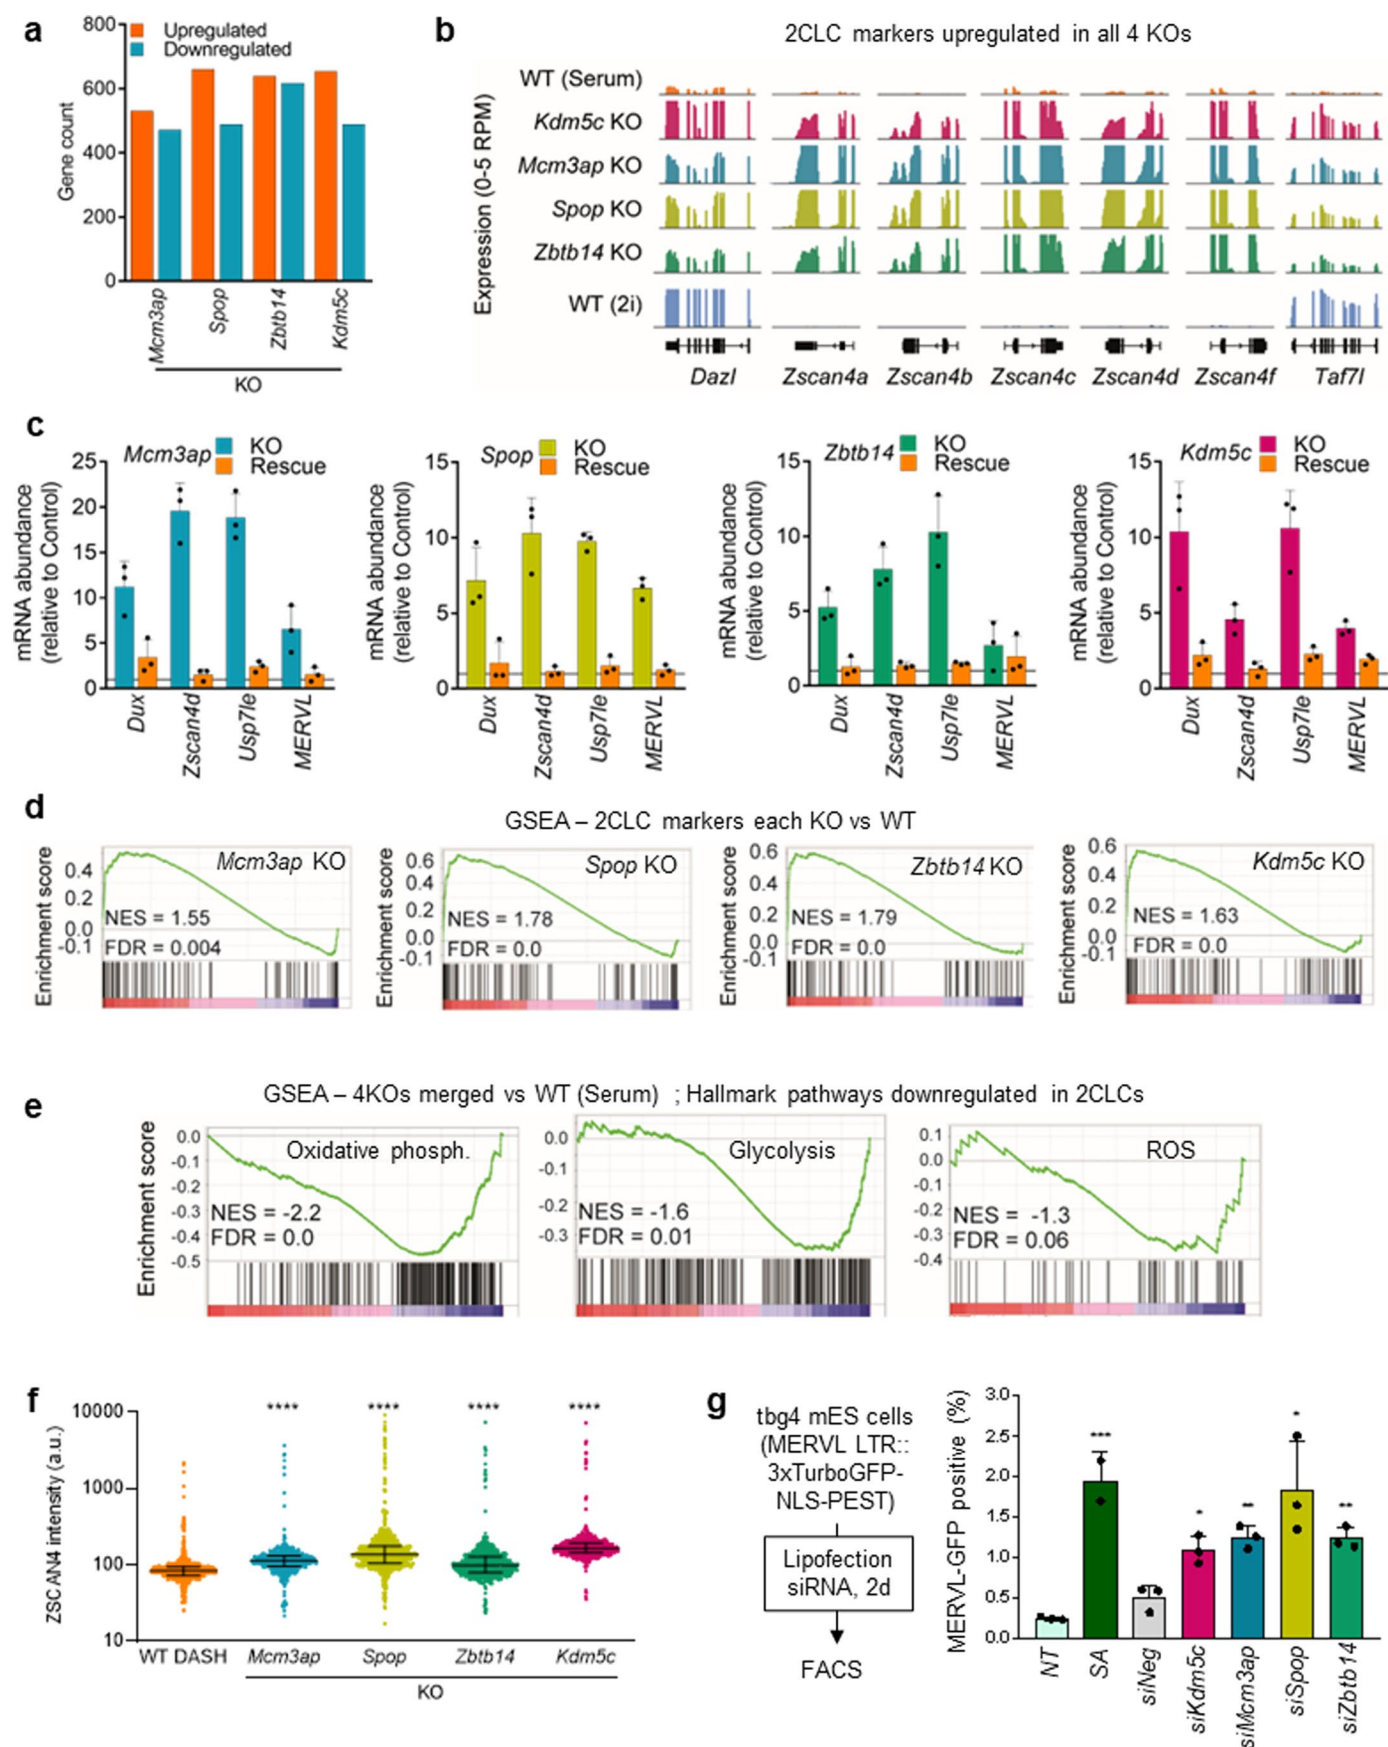 a
800
600
400
200
0
Gene count
Upregulated
Downregulated
Mcm3ap
Spop
Zbtb14
Kdm5c
KO
b
2CLC markers upregulated in all 4 KOs
Expression (0-5 RPM)
WT (Serum)
Kdm5c KO
Mcm3ap KO
Spop KO
Zbtb14 KO
WT (2i)
Dazl Zscan4a Zscan4b Zscan4c Zscan4d Zscan4f Taf7l
c
mRNA abundance
(relative to Control)
25
20
15
10
5
0
Mcm3ap
KO
Rescue
Dux
Zscan4d
Usp7le
MERVL
mRNA abundance
(relative to Control)
15
10
5
0
Spop
KO
Rescue
Dux
Zscan4d
Usp7le
MERVL
mRNA abundance
(relative to Control)
15
10
5
0
Zbtb14
KO
Rescue
Dux
Zscan4d
Usp7le
MERVL
mRNA abundance
(relative to Control)
15
10
5
0
Kdm5c
KO
Rescue
Dux
Zscan4d
Usp7le
MERVL
d
GSEA – 2CLC markers each KO vs WT
Enrichment score
0.4
0.2
0.0
-0.1
Mcm3ap KO
NES = 1.55
FDR = 0.004
Enrichment score
0.6
0.4
0.2
0.0
-0.1
Spop KO
NES = 1.78
FDR = 0.0
Enrichment score
0.6
0.4
0.2
0.0
-0.1
Zbtb14 KO
NES = 1.79
FDR = 0.0
Enrichment score
0.6
0.4
0.2
0.0
-0.1
Kdm5c KO
NES = 1.63
FDR = 0.0
e
GSEA – 4KOs merged vs WT (Serum) ; Hallmark pathways downregulated in 2CLCs
Enrichment score
0.0
-0.1
-0.2
-0.3
-0.4
-0.5
Oxidative phosph.
NES = -2.2
FDR = 0.0
0.0
-0.1
-0.2
-0.3
Glycolysis
NES = -1.6
FDR = 0.01
0.1
0.0
-0.1
-0.2
-0.3
-0.4
ROS
NES = -1.3
FDR = 0.06
f
ZSCAN4 intensity (a.u.)
10000
1000
100
10
**** **** **** ****
WT DASH Mcm3ap Spop Zbtb14 Kdm5c
KO
g
tbg4 mES cells
(MERVL LTR::
3xTurboGFP-
NLS-PEST)
Lipofection
siRNA, 2d
FACS
MERVL-GFP positive (%)
3.0
2.5
2.0
1.5
1.0
0.5
0.0
*** * ** * **
NT
SA
siNeg
siKdm5c
siMcm3ap
siSpop
siZbtb14